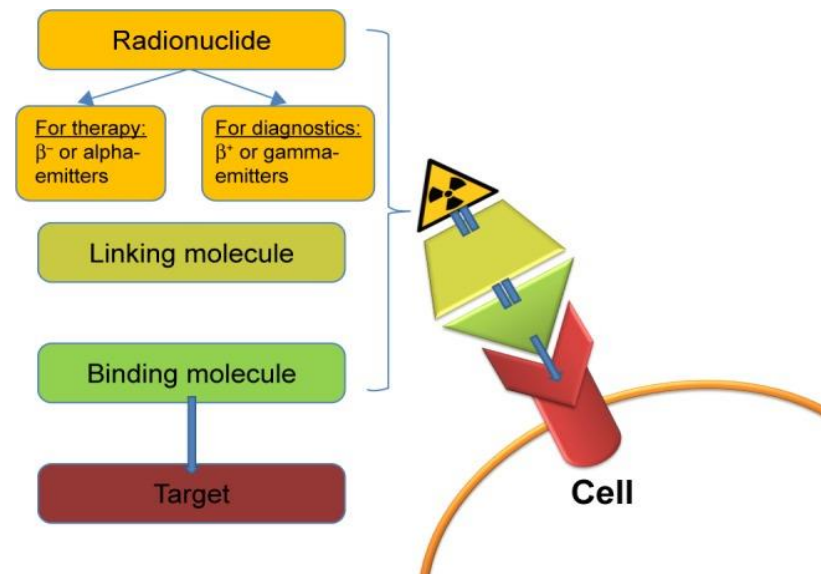 Radionuclide
For therapy:
β⁻ or alpha-
emitters
For diagnostics:
β⁺ or gamma-
emitters
Linking molecule
Binding molecule
Target
Cell